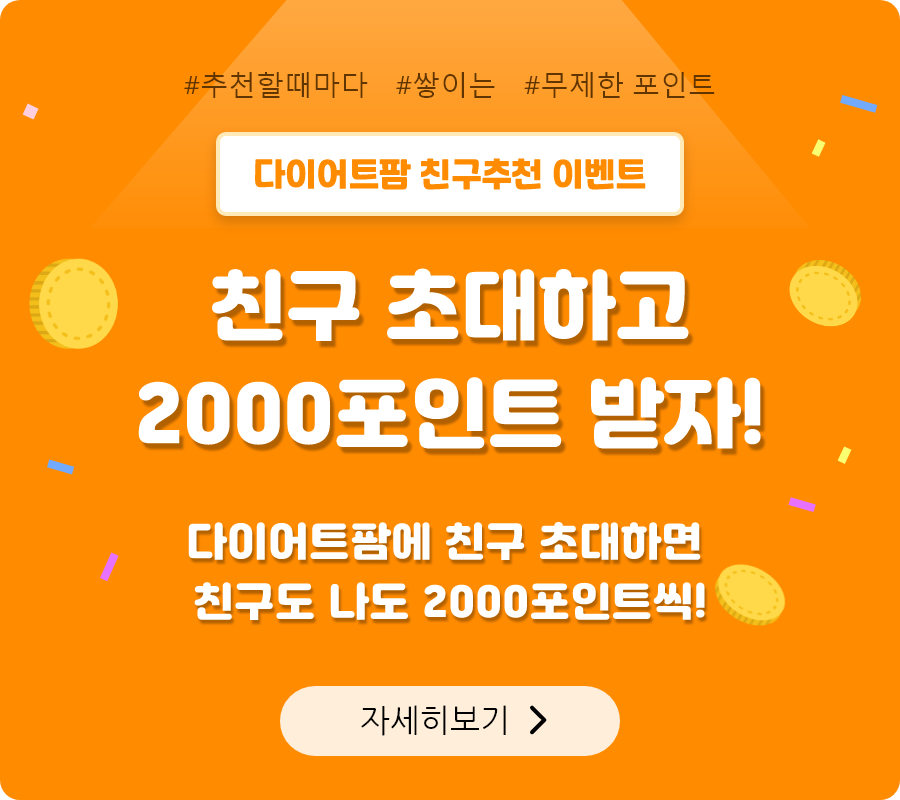 #추천할때마다 #쌓이는 #무제한 포인트
다이어트팜 친구추천 이벤트
친구 초대하고
2000포인트 받자!
다이어트팜에 친구 초대하면
친구도 나도 2000포인트씩!
자세히보기